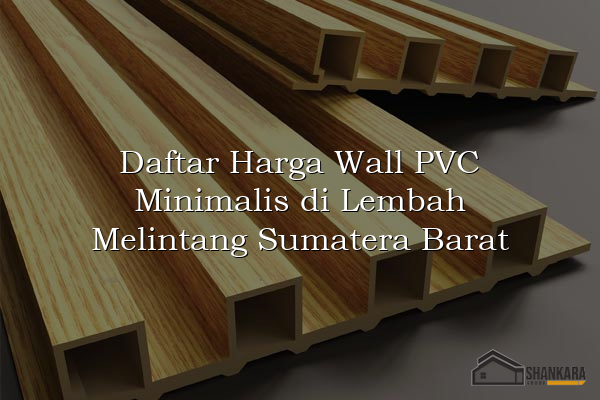 Daftar Harga Wall PVC
Minimalis di Lembah
Melintang Sumatera Barat
SHANKARA